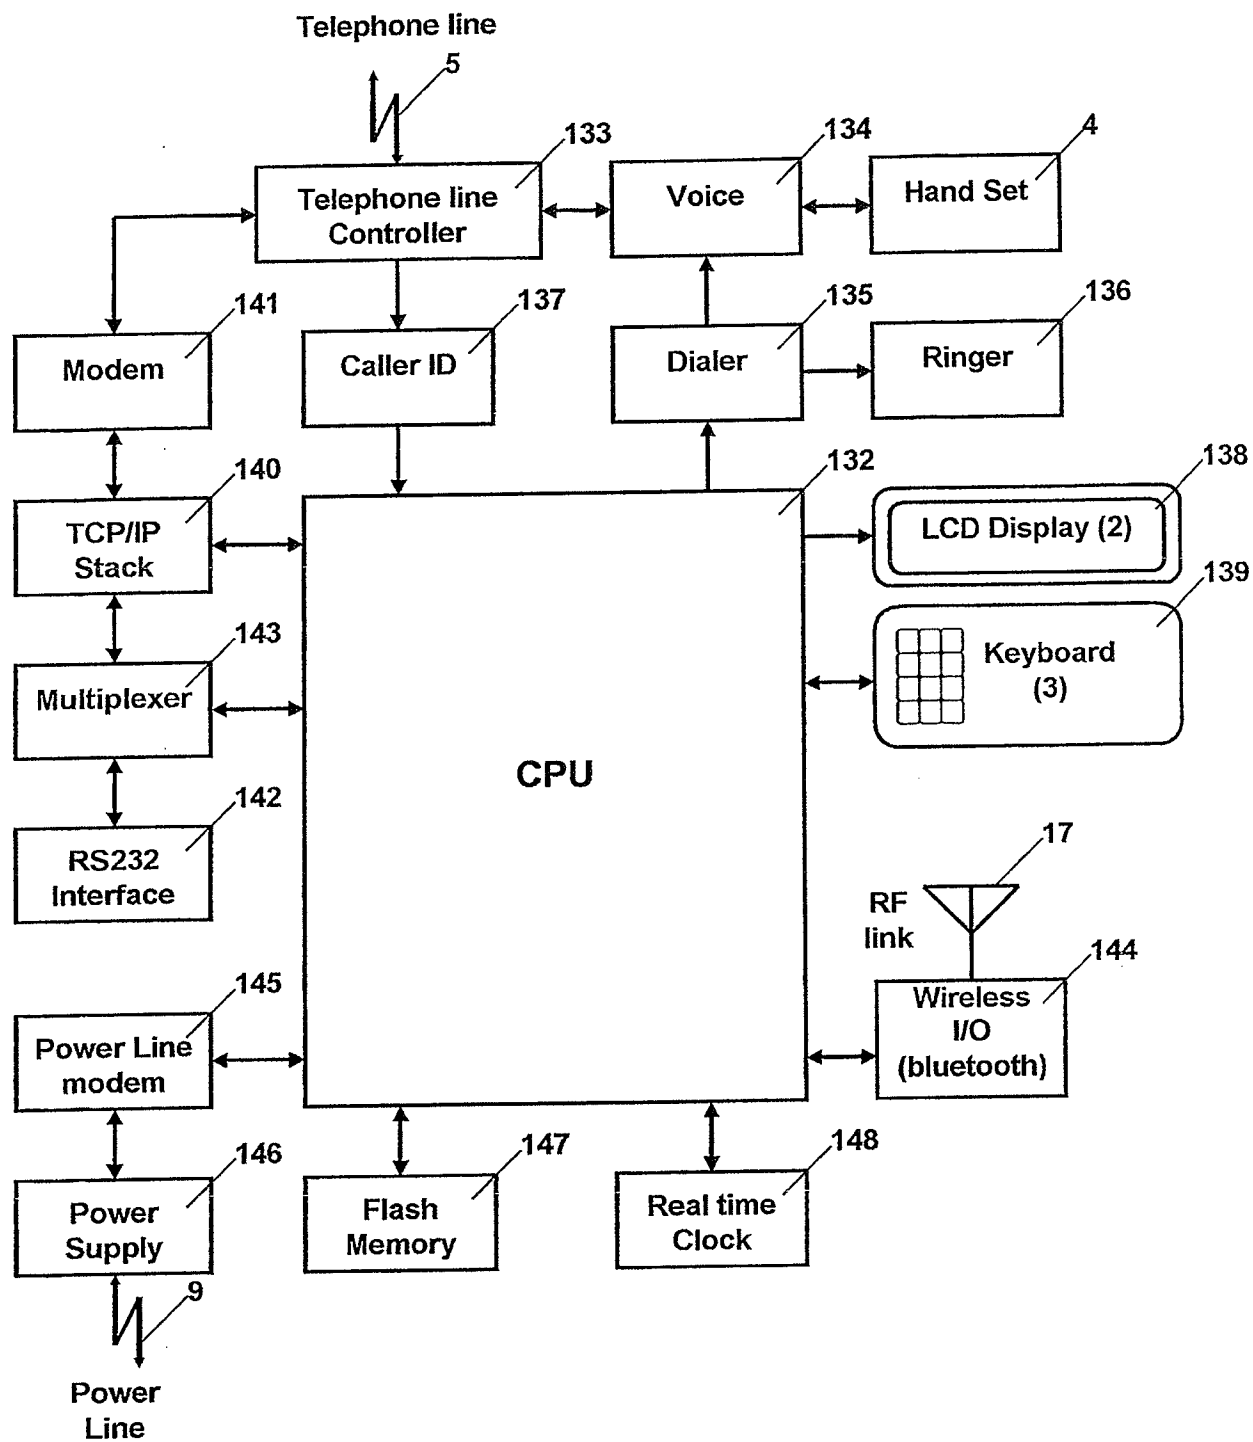 Telephone line
5
133
134
4
Telephone line
Controller
Voice
Hand Set
141
137
135
136
Modem
Caller ID
Dialer
Ringer
140
132
138
TCP/IP
Stack
LCD Display (2)
139
143
Multiplexer
Keyboard
(3)
CPU
142
RS232
Interface
17
RF
link
144
145
Wireless
I/O
(bluetooth)
Power Line
modem
146
147
148
Power
Supply
Flash
Memory
Real time
Clock
9
Power
Line